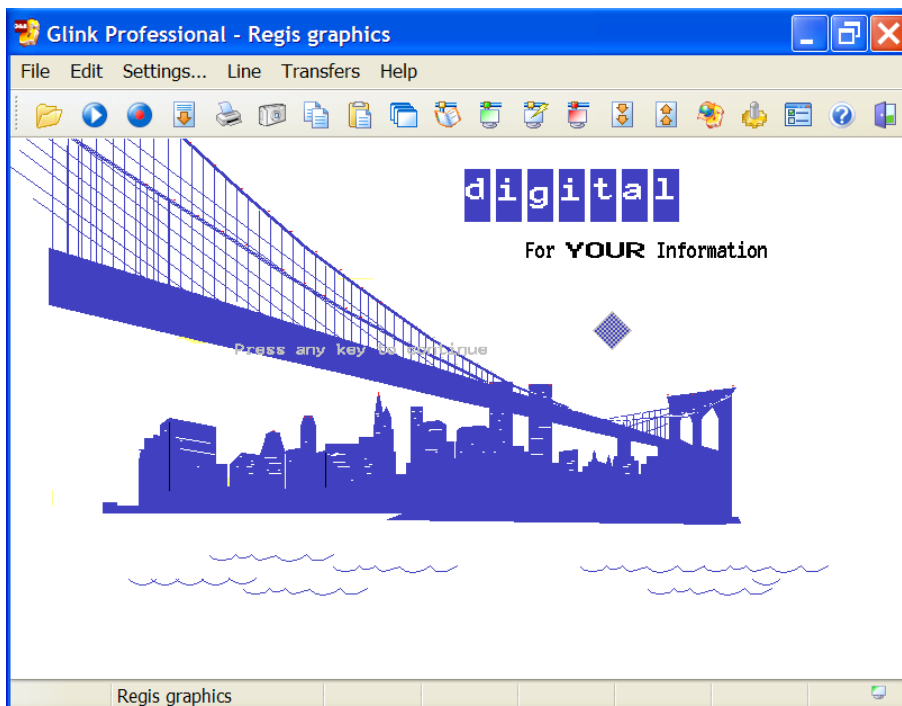 Glink Professional - Regis graphics
File Edit Settings... Line Transfers Help
digital
For YOUR Information
Press any key to continue
Regis graphics